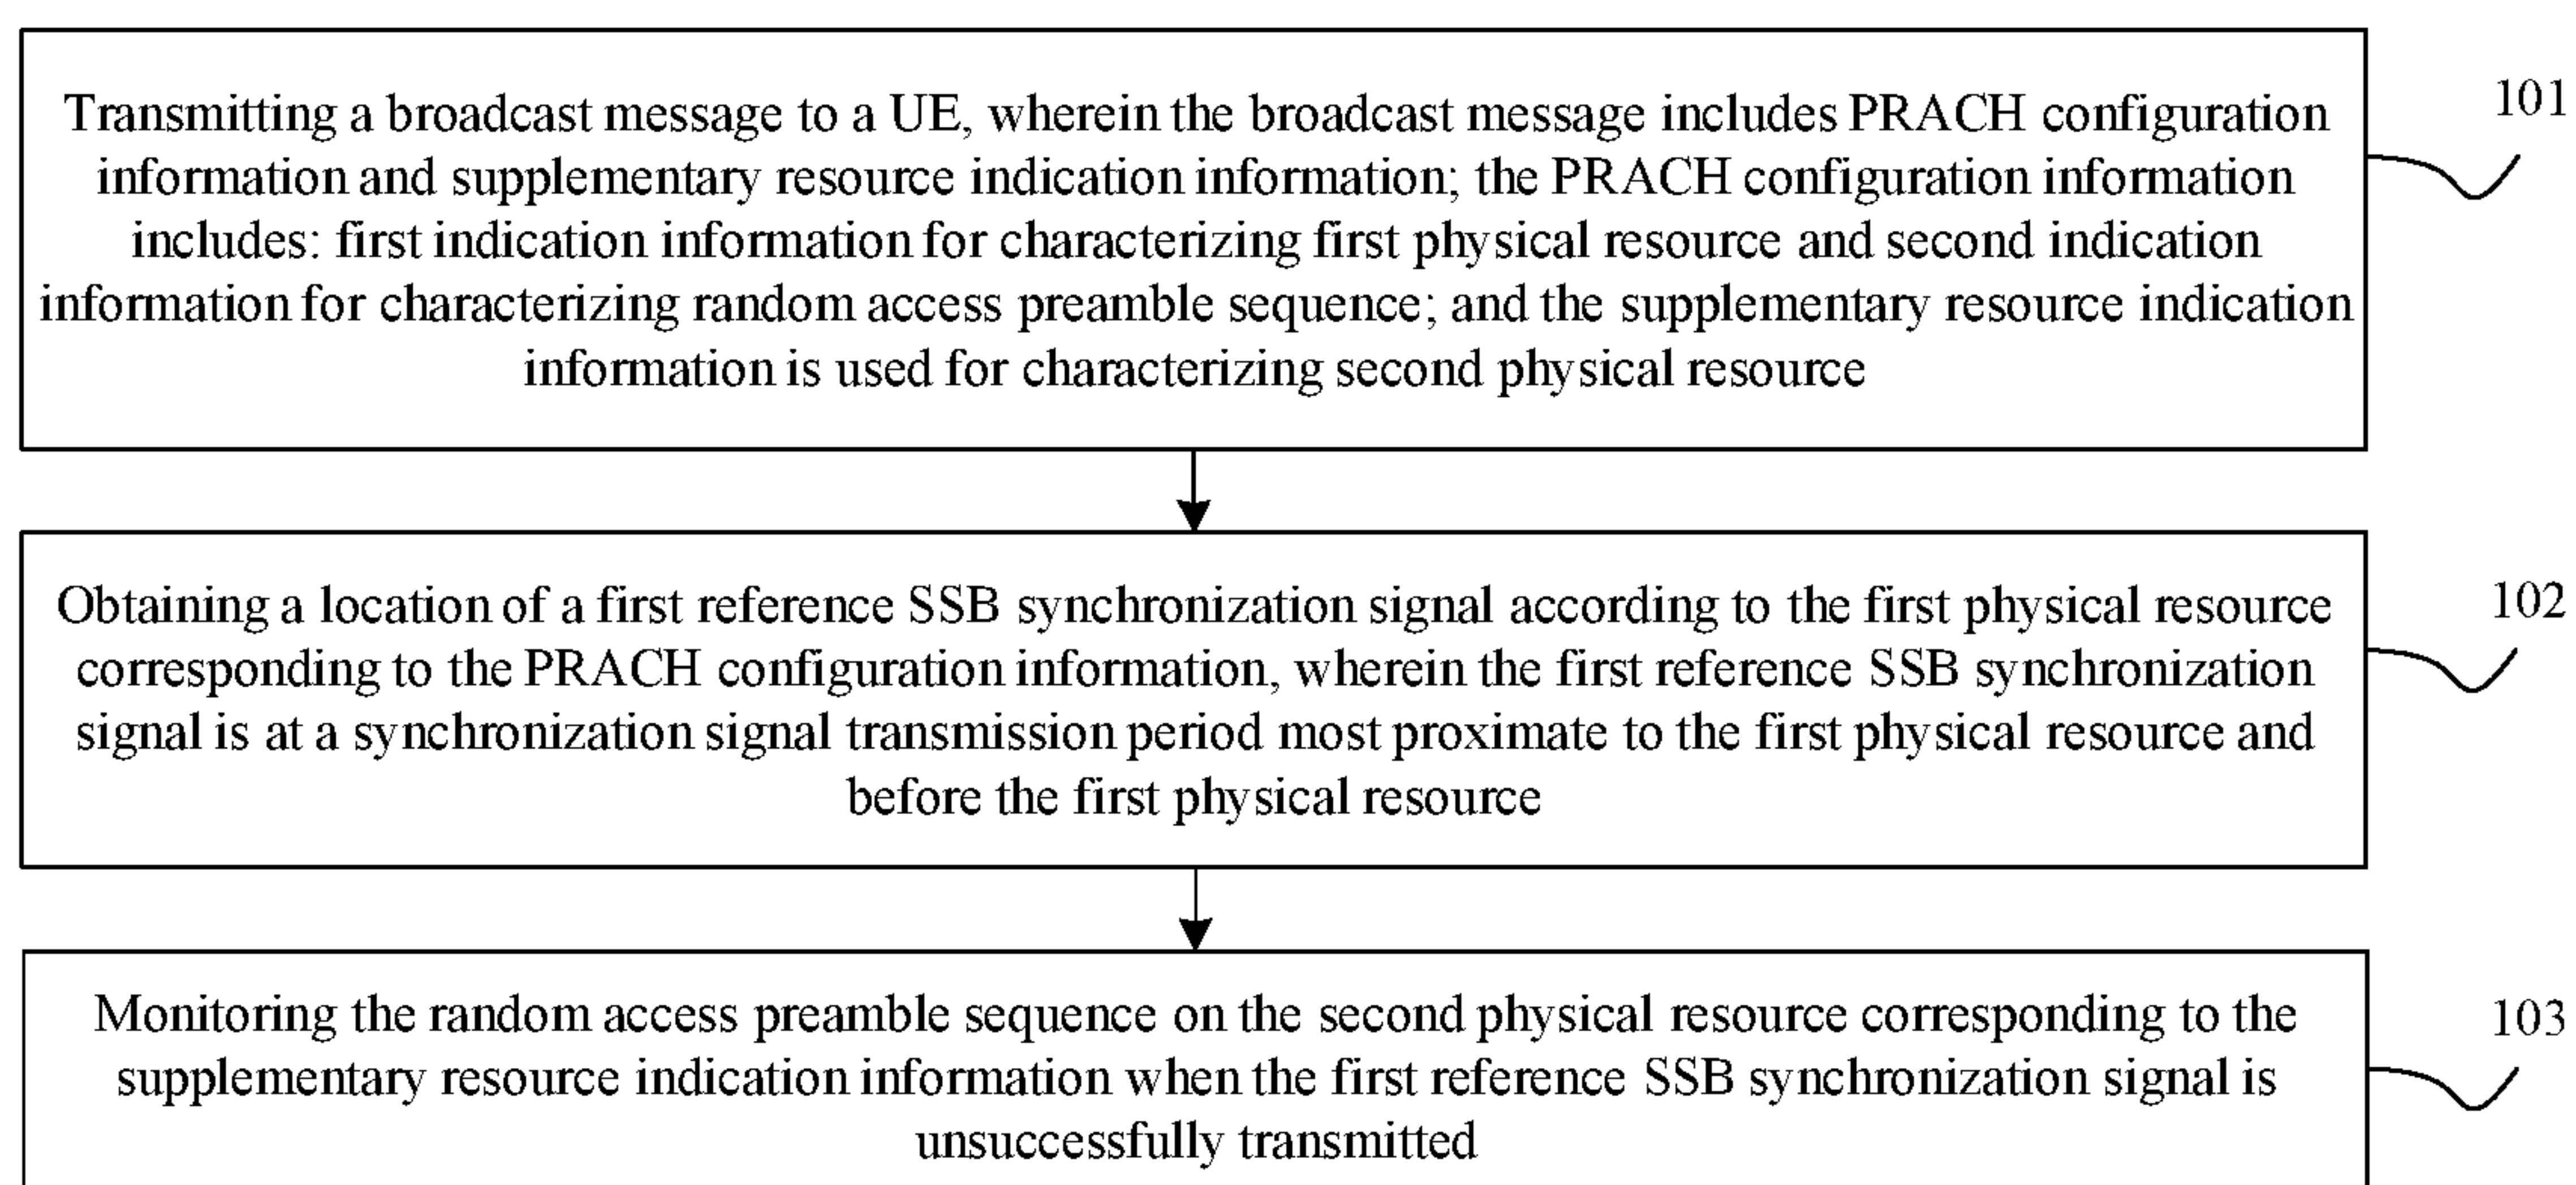 Transmitting a broadcast message to a UE, wherein the broadcast message includes PRACH configuration
information and supplementary resource indication information; the PRACH configuration information
includes: first indication information for characterizing first physical resource and second indication
information for characterizing random access preamble sequence; and the supplementary resource indication
information is used for characterizing second physical resource
101
Obtaining a location of a first reference SSB synchronization signal according to the first physical resource
corresponding to the PRACH configuration information, wherein the first reference SSB synchronization
signal is at a synchronization signal transmission period most proximate to the first physical resource and
before the first physical resource
102
Monitoring the random access preamble sequence on the second physical resource corresponding to the
supplementary resource indication information when the first reference SSB synchronization signal is
unsuccessfully transmitted
103